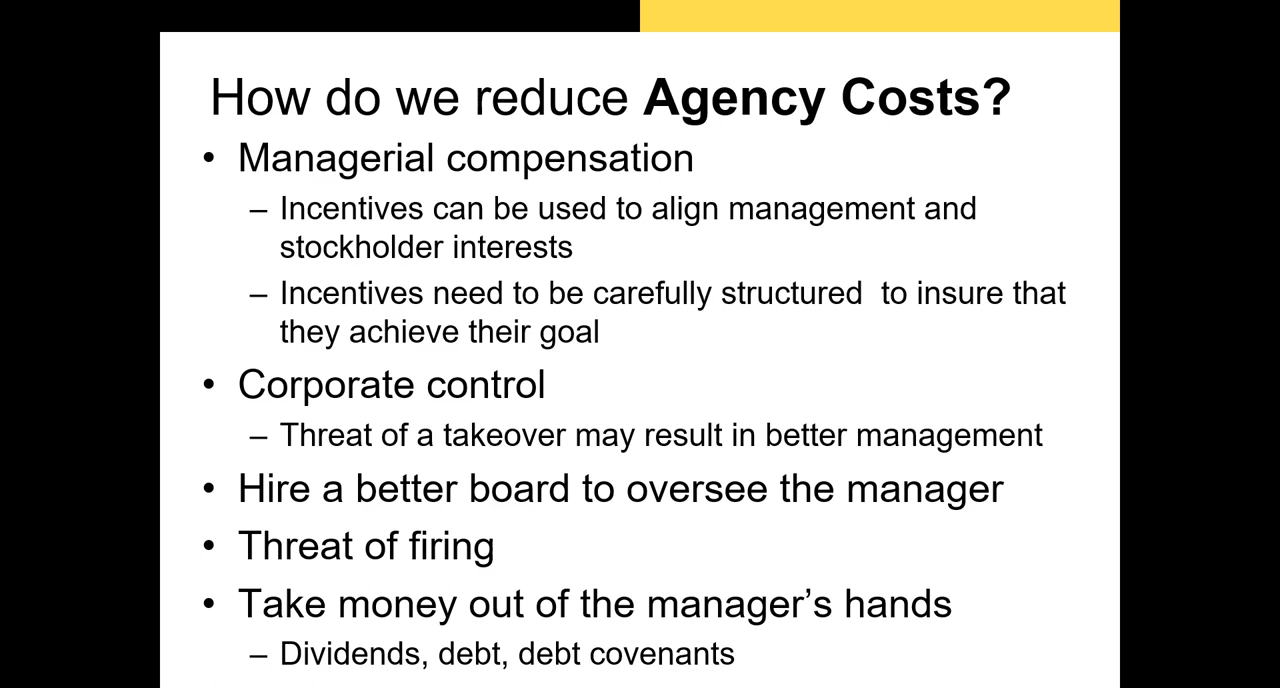 How do we reduce Agency Costs?
• Managerial compensation
– Incentives can be used to align management and
stockholder interests
– Incentives need to be carefully structured  to insure that
they achieve their goal
• Corporate control
– Threat of a takeover may result in better management
• Hire a better board to oversee the manager
• Threat of firing
• Take money out of the manager’s hands
– Dividends, debt, debt covenants